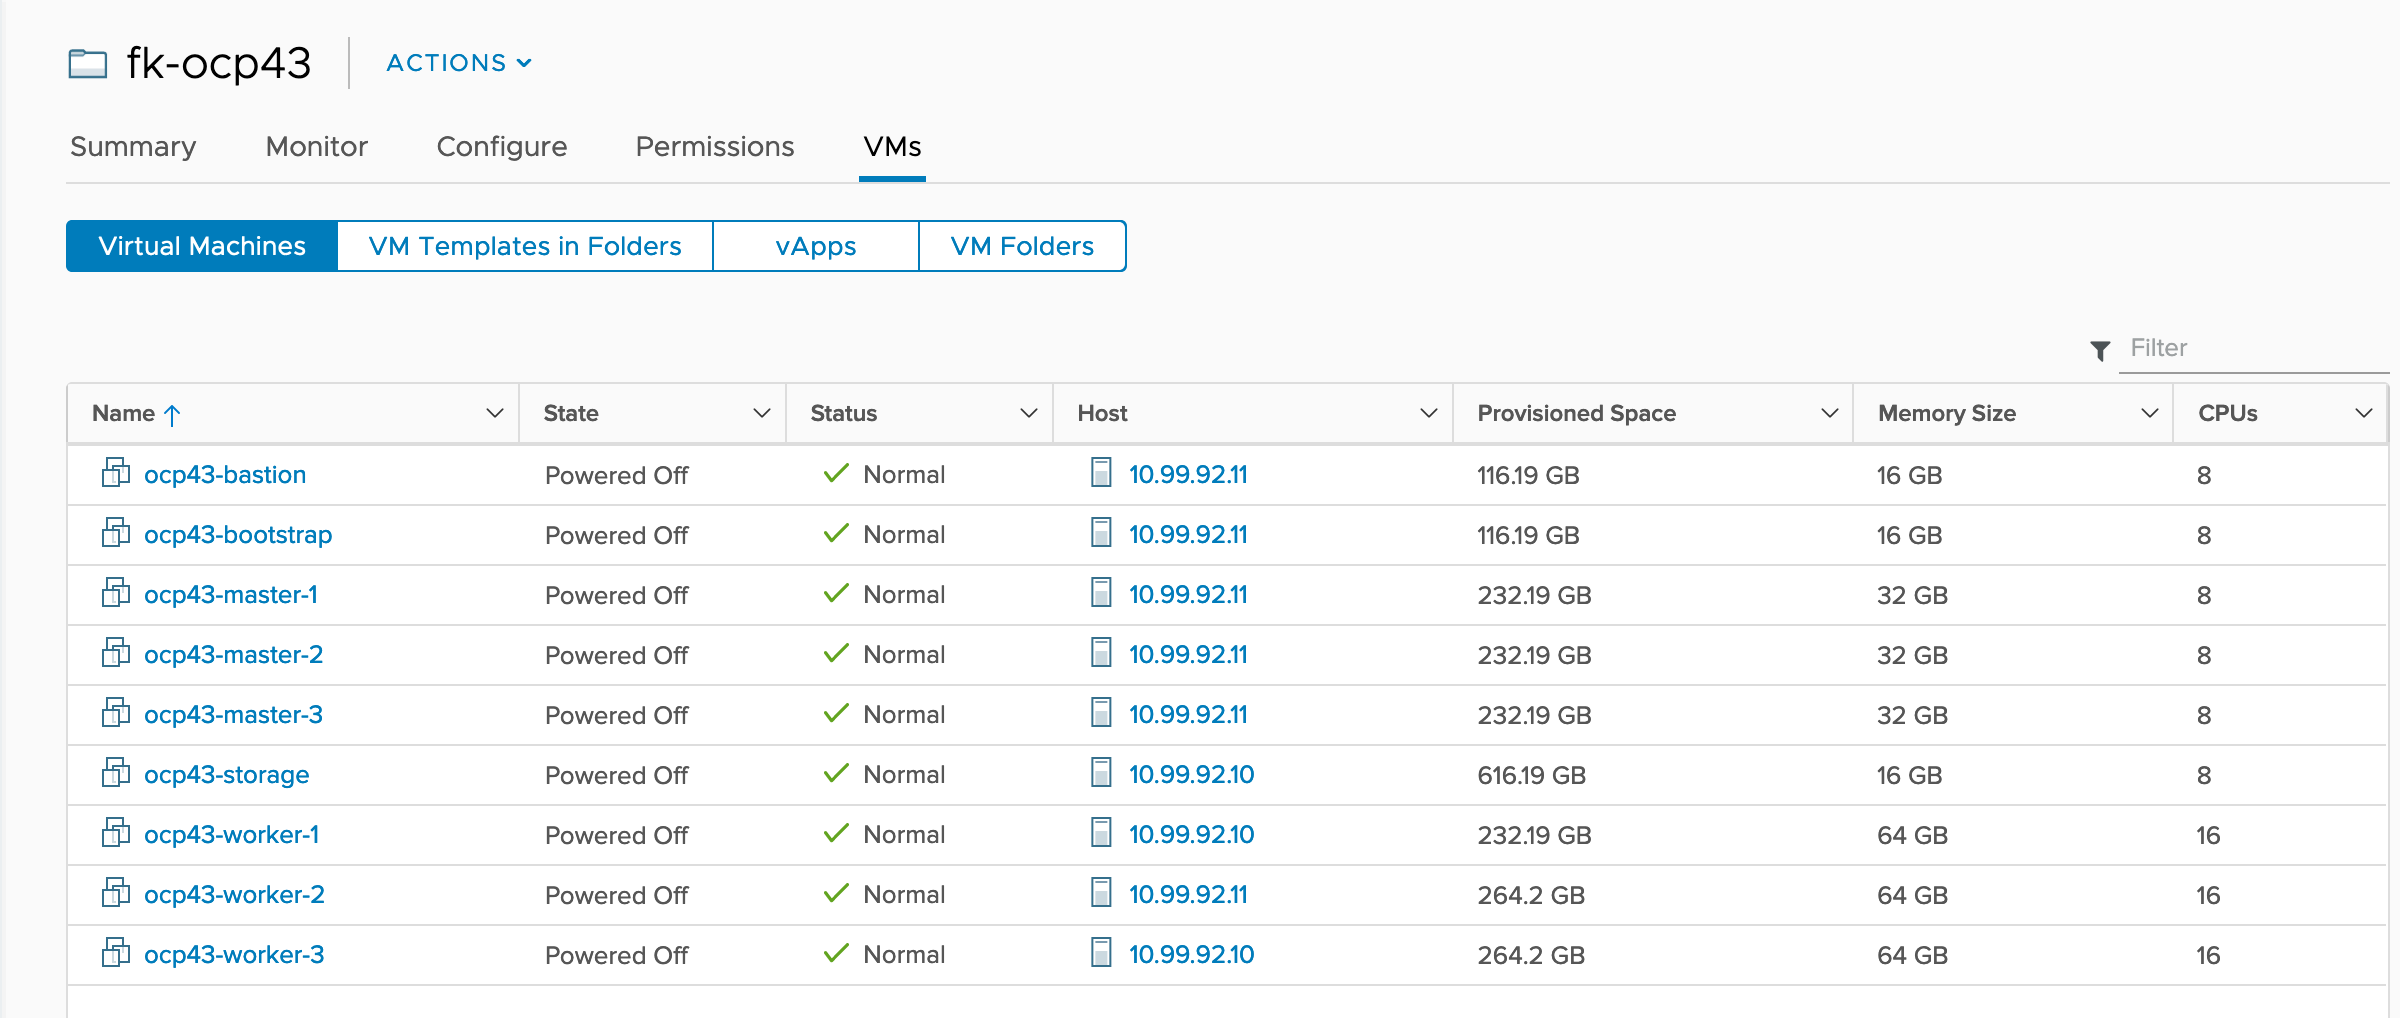 fk-ocp43 ACTIONS
Summary Monitor Configure Permissions VMs
Virtual Machines VM Templates in Folders vApps VM Folders
Filter
Name State Status Host Provisioned Space Memory Size CPUs
ocp43-bastion Powered Off Normal 10.99.92.11 116.19 GB 16 GB 8
ocp43-bootstrap Powered Off Normal 10.99.92.11 116.19 GB 16 GB 8
ocp43-master-1 Powered Off Normal 10.99.92.11 232.19 GB 32 GB 8
ocp43-master-2 Powered Off Normal 10.99.92.11 232.19 GB 32 GB 8
ocp43-master-3 Powered Off Normal 10.99.92.11 232.19 GB 32 GB 8
ocp43-storage Powered Off Normal 10.99.92.10 616.19 GB 16 GB 8
ocp43-worker-1 Powered Off Normal 10.99.92.10 232.19 GB 64 GB 16
ocp43-worker-2 Powered Off Normal 10.99.92.11 264.2 GB 64 GB 16
ocp43-worker-3 Powered Off Normal 10.99.92.10 264.2 GB 64 GB 16